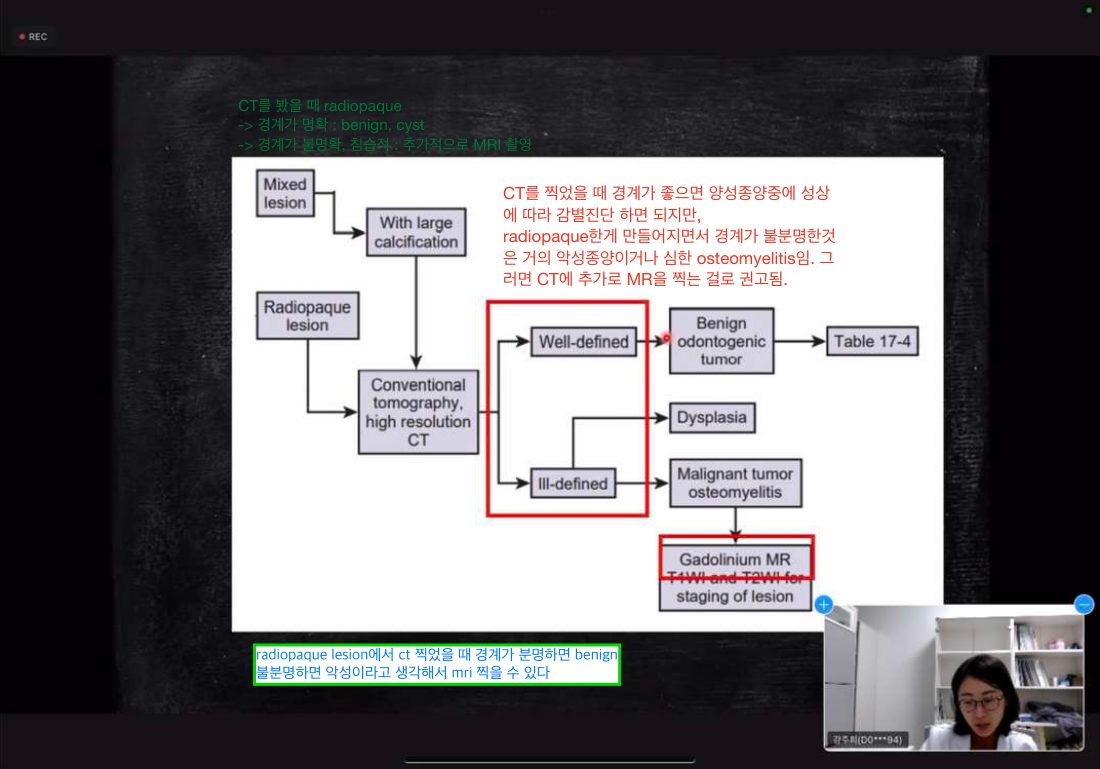 REC
CT를 봤을 때 radiopaque
-> 경계가 명확 : benign, cyst
-> 경계가 불명확, 침습적 : 추가적으로 MRI 촬영
Mixed
lesion
With large
calcification
CT를 찍었을 때 경계가 좋으면 양성종양중에 성상
에 따라 감별진단 하면 되지만,
radiopaque한게 만들어지면서 경계가 불분명한것
은 거의 악성종양이거나 심한 osteomyelitis임. 그
러면 CT에 추가로 MR을 찍는 걸로 권고됨.
Radiopaque
lesion
Well-defined
Benign
odontogenic
tumor
Table 17-4
Conventional
tomography,
high resolution
CT
Dysplasia
Ill-defined
Malignant tumor
osteomyelitis
Gadolinium MR
T1WI and T2WI for
staging of lesion
radiopaque lesion에서 ct 찍었을 때 경계가 분명하면 benign
불분명하면 악성이라고 생각해서 mri 찍을 수 있다
강주희(D0***94)